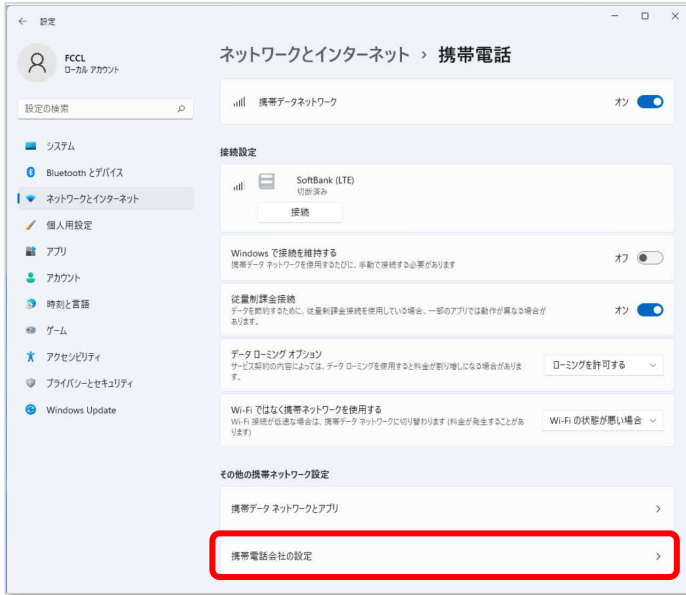 設定
FCCL
ローカル アカウント
設定の検索
システム
Bluetooth とデバイス
ネットワークとインターネット
個人用設定
アプリ
アカウント
時刻と言語
ゲーム
アクセシビリティ
プライバシーとセキュリティ
Windows Update
ネットワークとインターネット › 携帯電話
携帯データネットワーク
オン
接続設定
SoftBank (LTE)
切断済み
接続
Windows で接続を維持する
携帯データ ネットワークを使用するたびに、手動で接続する必要があります
オフ
従量制課金接続
データを節約するために、従量制課金接続を使用している場合、一部のアプリでは動作が異なる場合が
あります。
オン
データ ローミング オプション
サービス契約の内容によっては、データ ローミングを使用すると料金が割り増しになる場合がありま
す。
ローミングを許可する
Wi-Fi ではなく携帯ネットワークを使用する
Wi-Fi 接続が低速な場合は、携帯データ ネットワークに切り替わります (料金が発生することがあ
ります)
Wi-Fi の状態が悪い場合
その他の携帯ネットワーク設定
携帯データ ネットワークとアプリ
携帯電話会社の設定